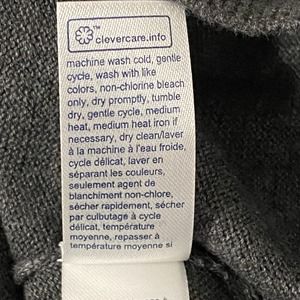 clevercare.info
machine wash cold, gentle
cycle, wash with like
colors, non-chlorine bleach
only, dry promptly, tumble
dry, gentle cycle, medium
heat, medium heat iron if
necessary, dry clean/laver
à la machine à l'eau froide,
cycle délicat, laver en
séparant les couleurs,
seulement agent de
blanchiment non-chlore,
sécher rapidement, sécher
par culbutage à cycle
délicat, température
moyenne, repasser à
température moyenne si